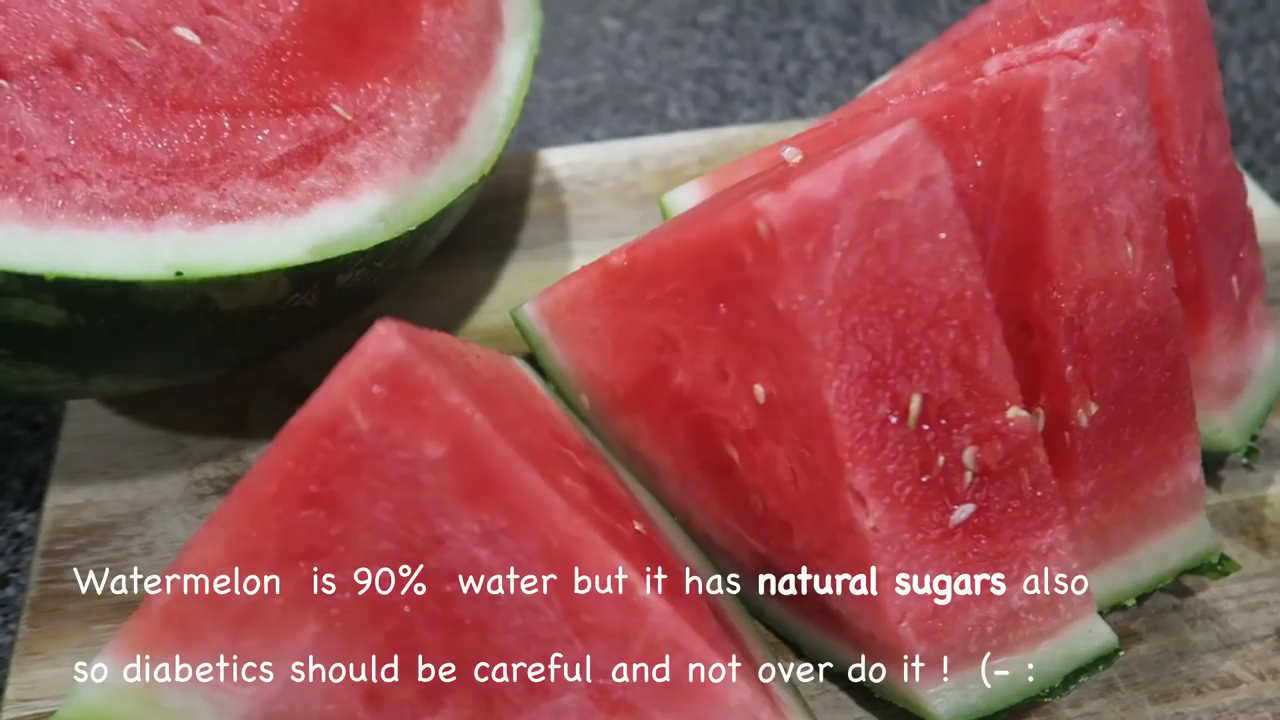 Watermelon  is 90%  water but it has natural sugars also
so diabetics should be careful and not over do it !  (- :